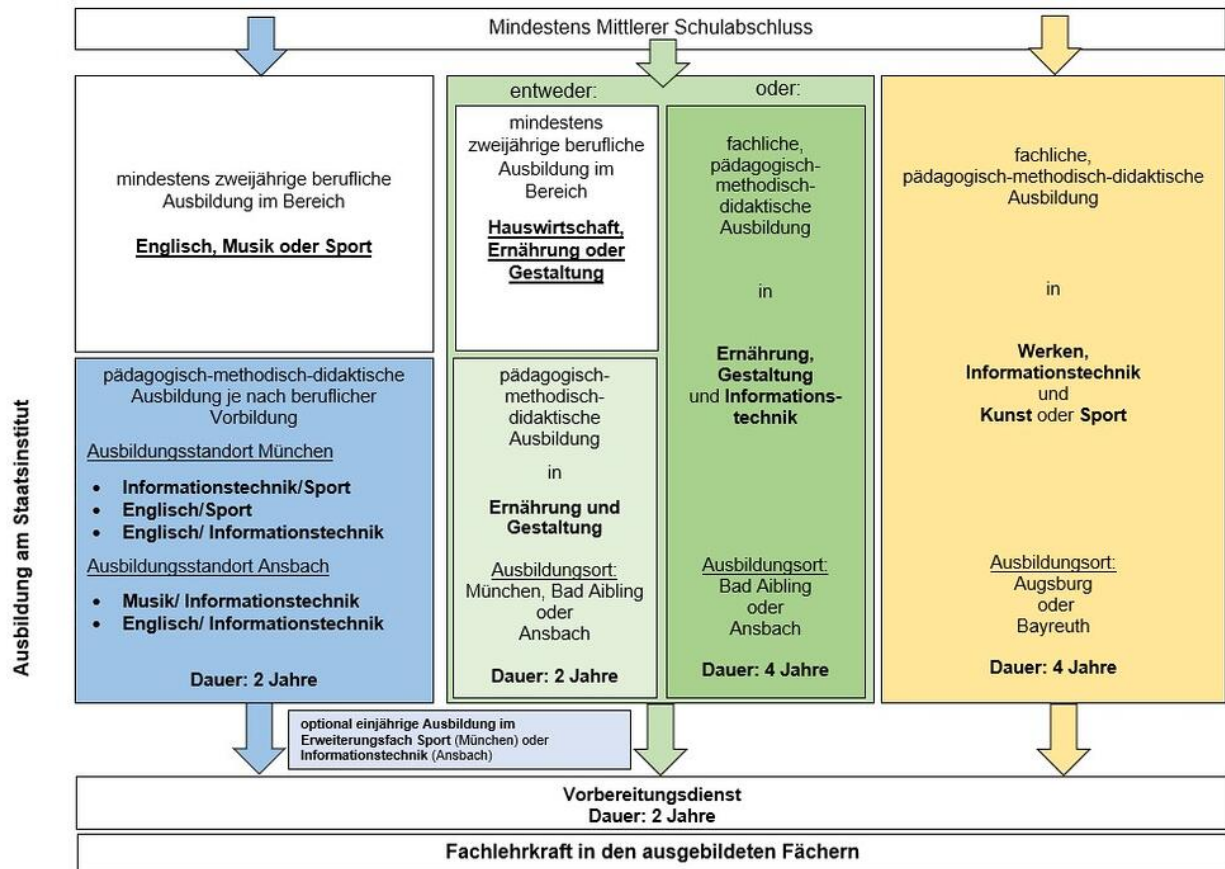 Mindestens Mittlerer Schulabschluss
mindestens zweijährige berufliche
Ausbildung im Bereich
Englisch, Musik oder Sport
pädagogisch-methodisch-didaktische
Ausbildung je nach beruflicher
Vorbildung
Ausbildungsstandort München
• Informationstechnik/Sport
• Englisch/Sport
• Englisch/ Informationstechnik
Ausbildungsstandort Ansbach
• Musik/ Informationstechnik
• Englisch/ Informationstechnik
Dauer: 2 Jahre
entweder:
mindestens
zweijährige berufliche
Ausbildung im
Bereich
Hauswirtschaft,
Ernährung oder
Gestaltung
pädagogisch-
methodisch-
didaktische
Ausbildung
in
Ernährung und
Gestaltung
Ausbildungsort:
München, Bad Aibling
oder
Ansbach
Dauer: 2 Jahre
oder:
fachliche,
pädagogisch-
methodisch-
didaktische
Ausbildung
in
Ernährung,
Gestaltung
und Informations-
technik
Ausbildungsort:
Bad Aibling
oder
Ansbach
Dauer: 4 Jahre
fachliche,
pädagogisch-methodisch-didaktische
Ausbildung
in
Werken,
Informationstechnik
und
Kunst oder Sport
Ausbildungsort:
Augsburg
oder
Bayreuth
Dauer: 4 Jahre
Ausbildung am Staatsinstitut
optional einjährige Ausbildung im
Erweiterungsfach Sport (München) oder
Informationstechnik (Ansbach)
Vorbereitungsdienst
Dauer: 2 Jahre
Fachlehrkraft in den ausgebildeten Fächern